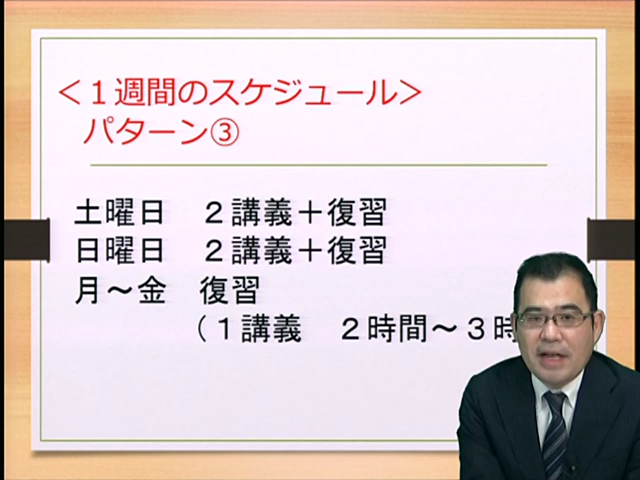 ＜１週間のスケジュール＞
パターン③
土曜日　２講義＋復習
日曜日　２講義＋復習
月～金　復習
（１講義　２時間～３時